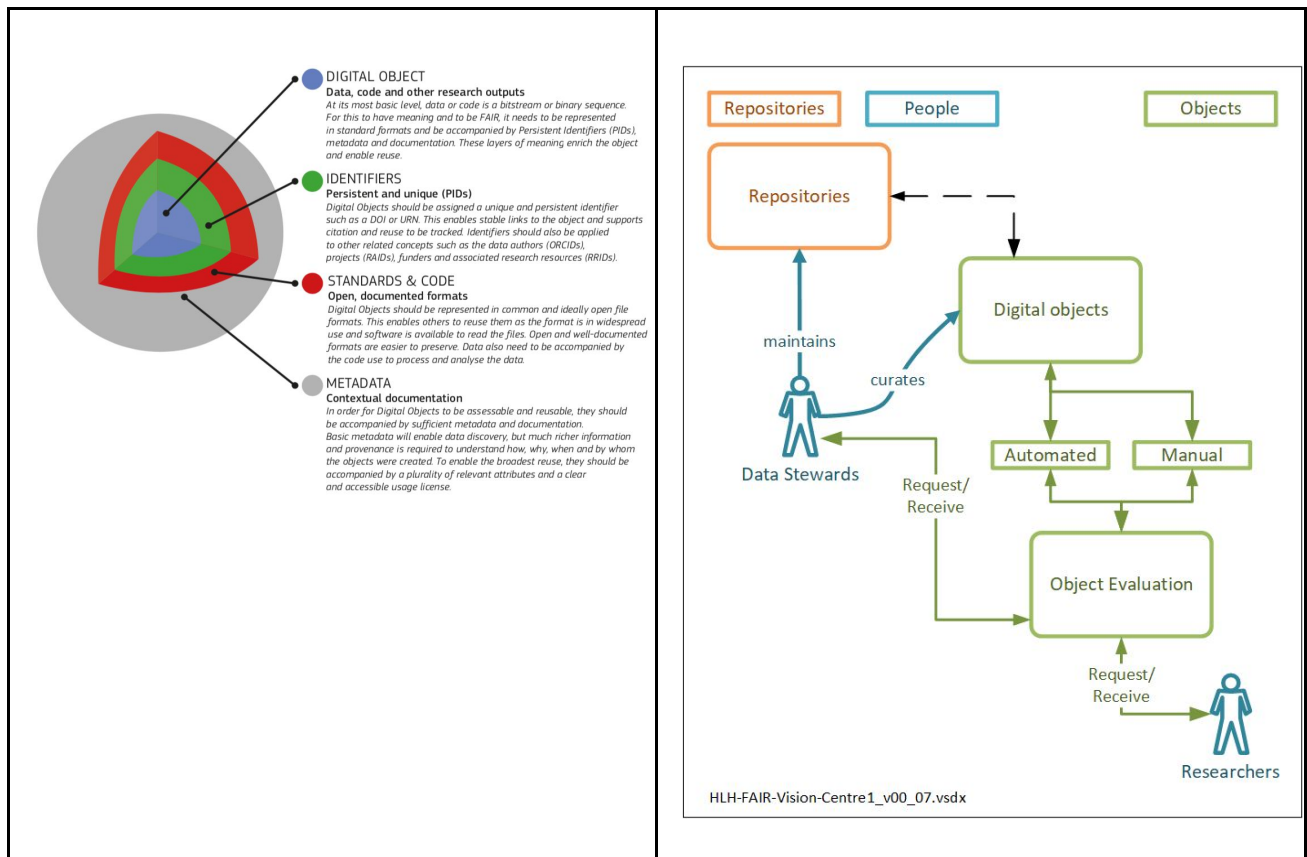 DIGITAL OBJECT
Data, code and other research outputs
At its most basic level, data or code is a bitstream or binary sequence.
For this to have meaning and to be FAIR, it needs to be represented
in standard formats and be accompanied by Persistent Identifiers (PIDs),
metadata and documentation. These layers of meaning enrich the object
and enable reuse.
IDENTIFIERS
Persistent and unique (PIDs)
Digital Objects should be assigned a unique and persistent identifier
such as a DOI or URN. This enables stable links to the object and supports
citation and reuse to be tracked. Identifiers should also be applied
to other related concepts such as the data authors (ORCIDs),
projects (RAIDs), funders and associated research resources (RRIDs).
STANDARDS & CODE
Open, documented formats
Digital Objects should be represented in common and ideally open file
formats. This enables others to reuse them as the format is in widespread
use and software is available to read the files. Open and well-documented
formats are easier to preserve. Data also need to be accompanied by
the code use to process and analyse the data.
METADATA
Contextual documentation
In order for Digital Objects to be assessable and reusable, they should
be accompanied by sufficient metadata and documentation.
Basic metadata will enable data discovery, but much richer information
and provenance is required to understand how, why, when and by whom
the objects were created. To enable the broadest reuse, they should be
accompanied by a plurality of relevant attributes and a clear
and accessible usage license.
Repositories
People
Objects
Repositories
Digital objects
maintains
curates
Data Stewards
Automated
Manual
Request/
Receive
Object Evaluation
Request/
Receive
Researchers
HLH-FAIR-Vision-Centre1_v00_07.vsdx